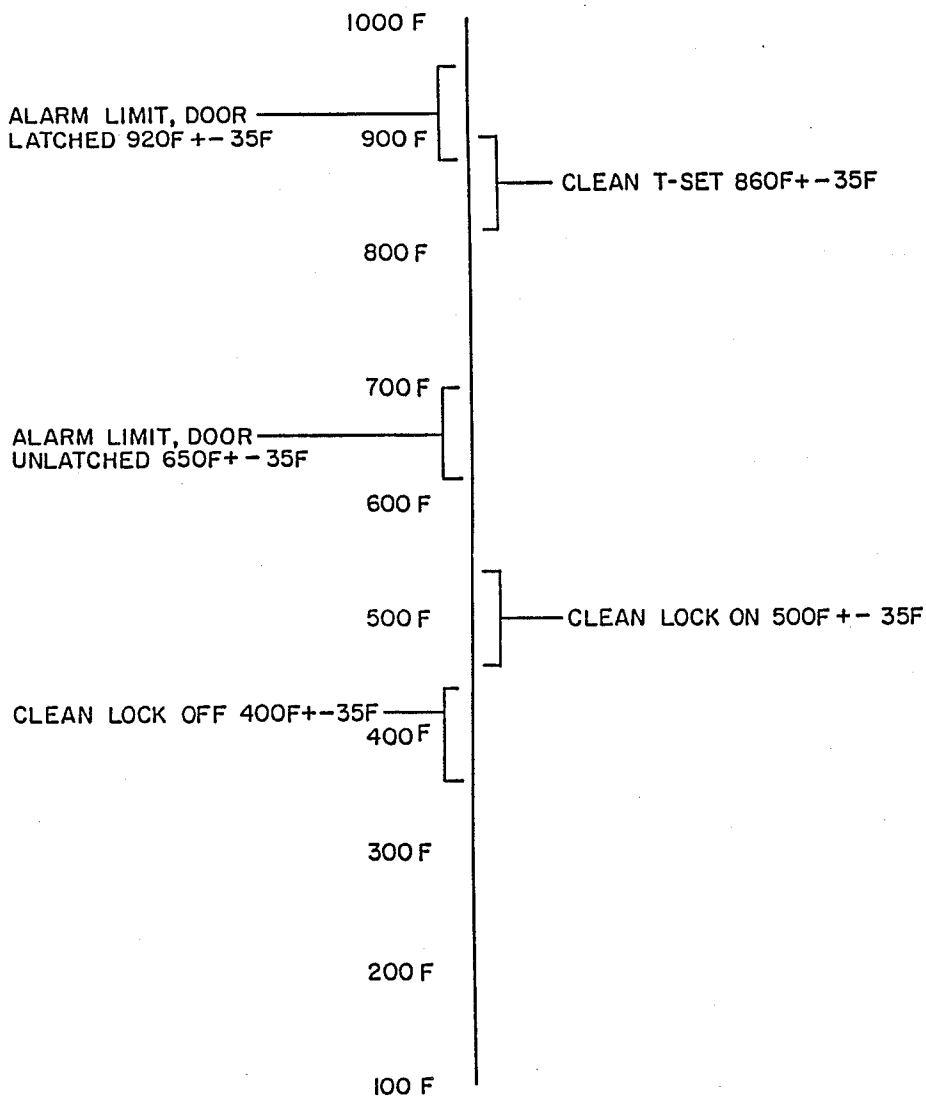 1000 F
ALARM LIMIT, DOOR
LATCHED 920F +- 35F
900 F
CLEAN T-SET 860F+-35F
800 F
700 F
ALARM LIMIT, DOOR
UNLATCHED 650F+- 35F
600 F
500 F
CLEAN LOCK ON 500F +- 35F
CLEAN LOCK OFF 400F+-35F
400 F
300 F
200 F
100 F